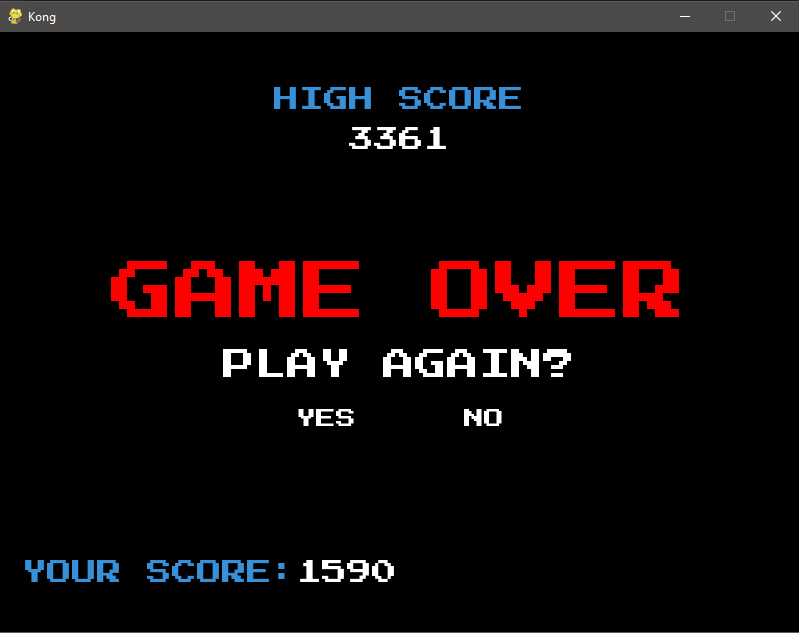 Kong
HIGH SCORE
3361
GAME OVER
PLAY AGAIN?
YES NO
YOUR SCORE: 1590